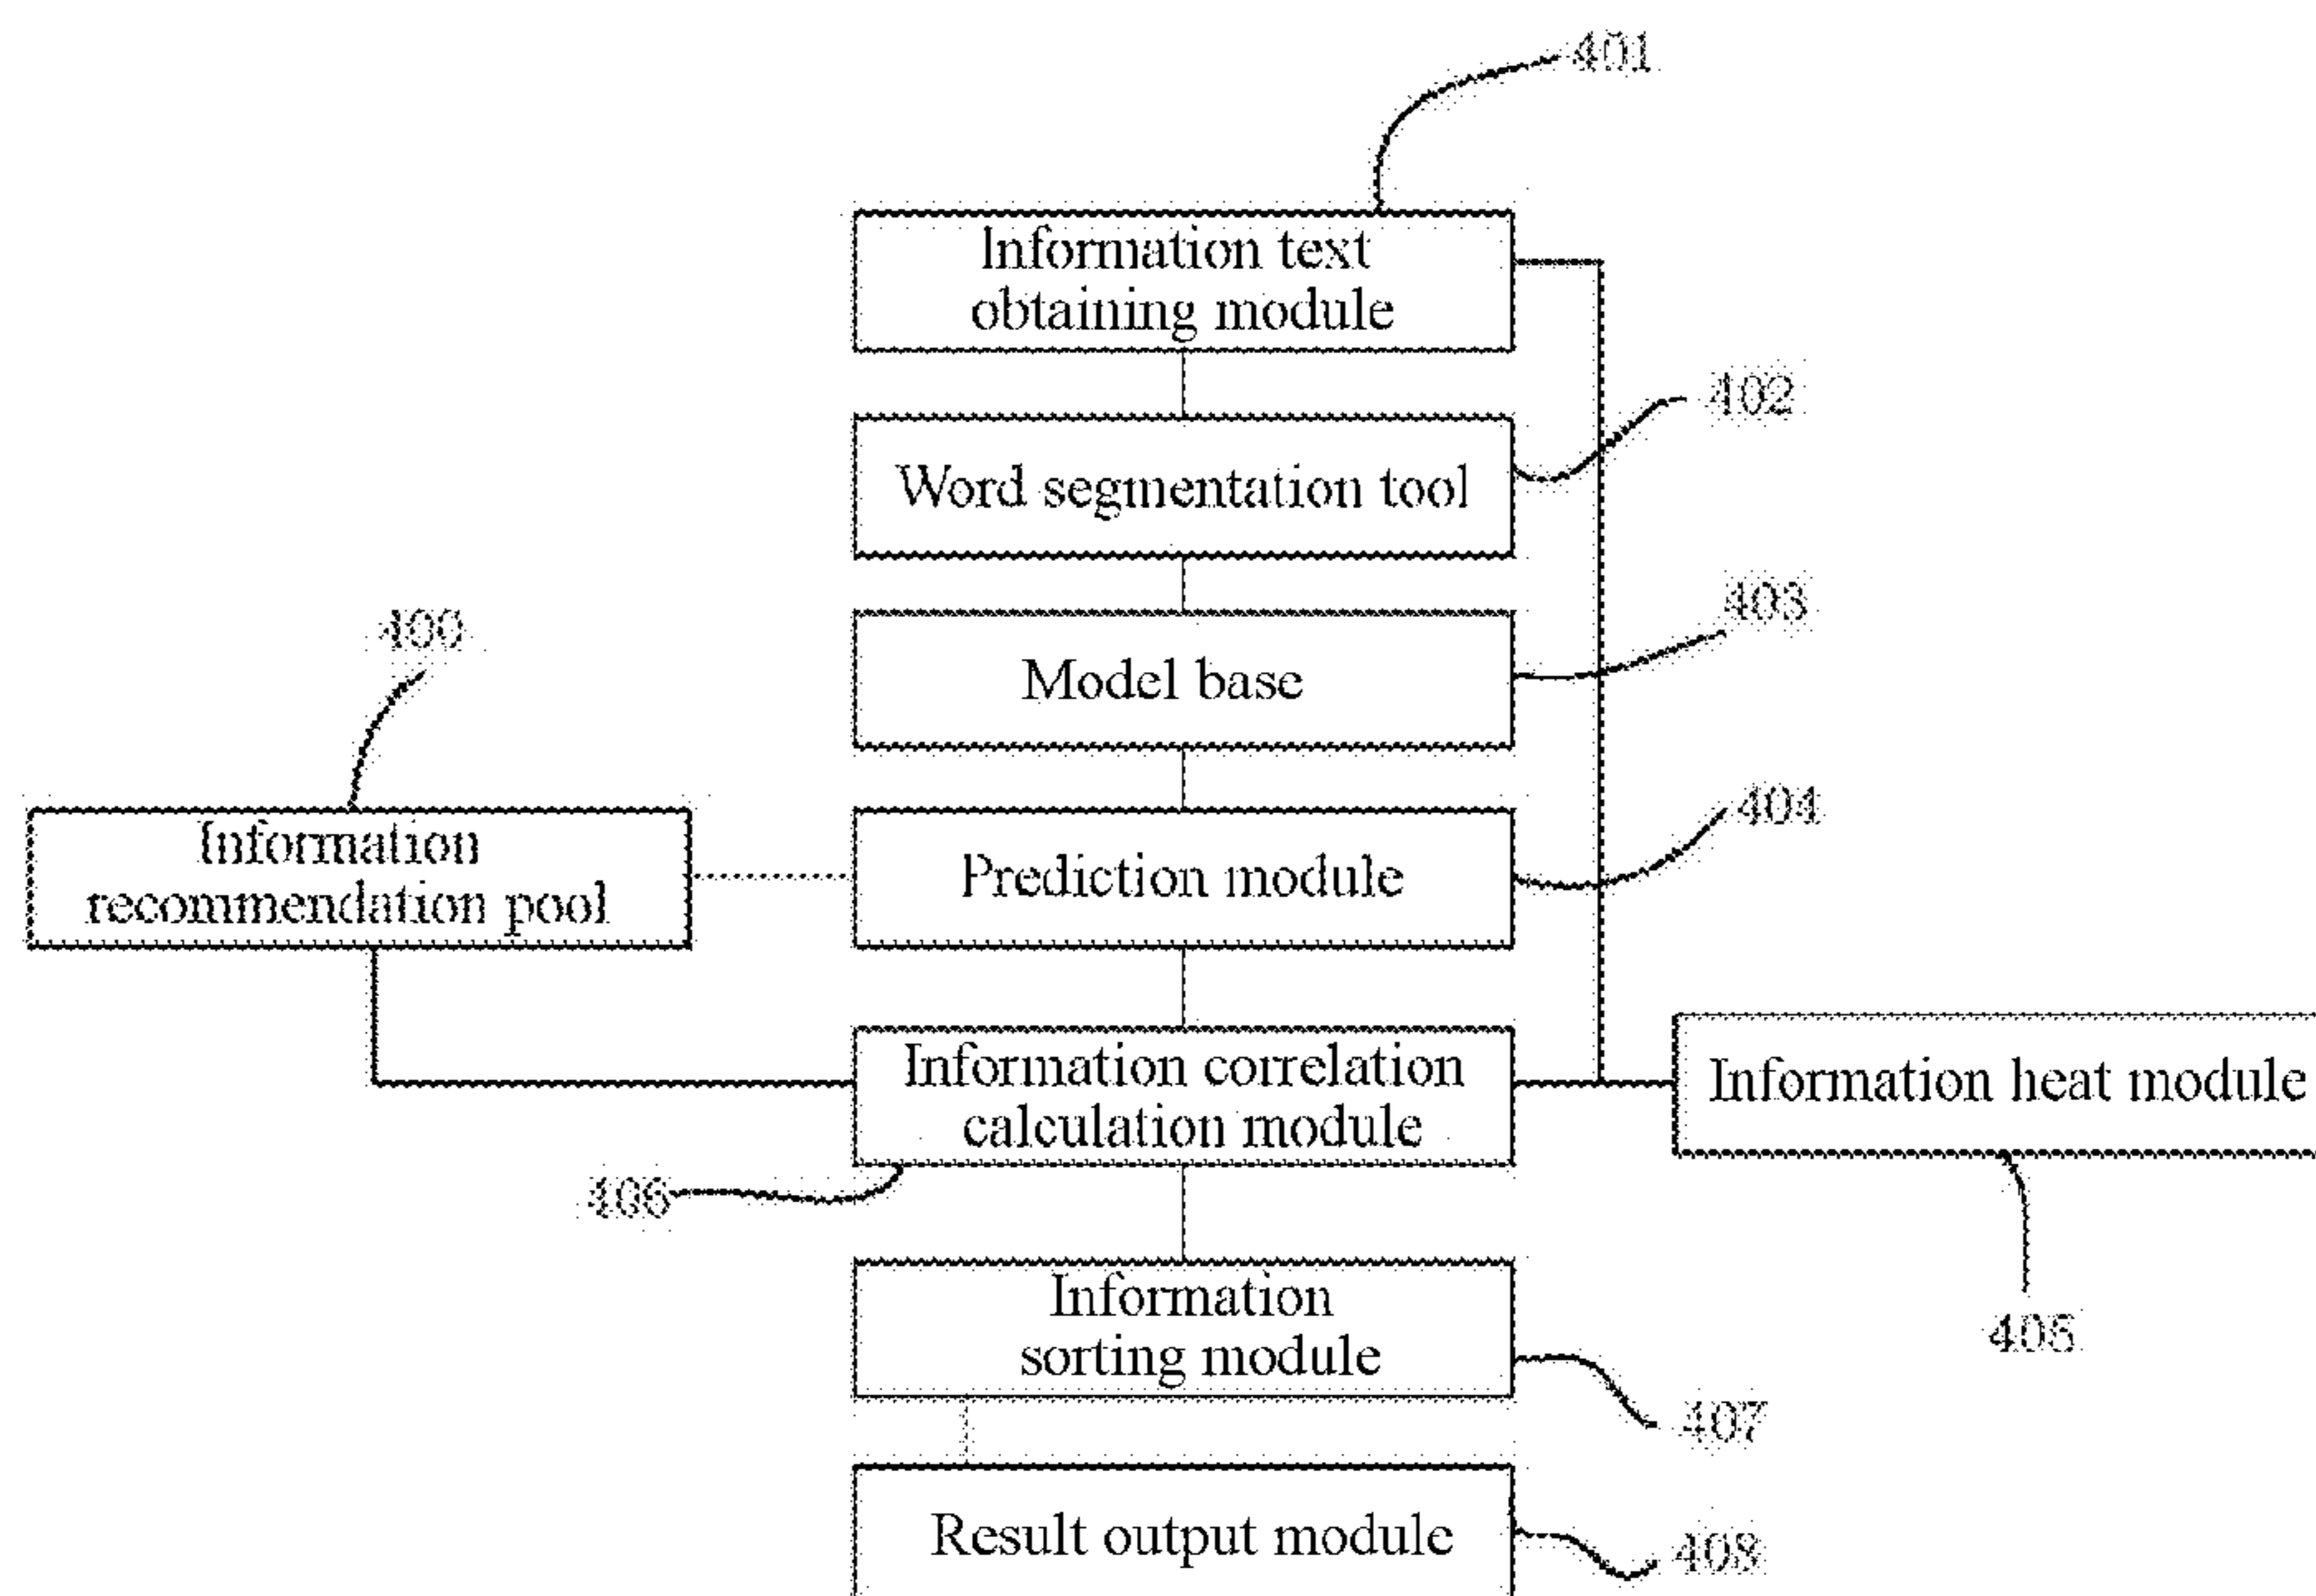 401
Information text
obtaining module
402
Word segmentation tool
403
Model base
400
404
Information
recommendation pool
Prediction module
Information correlation
calculation module
Information heat module
406
405
Information
sorting module
407
Result output module
408